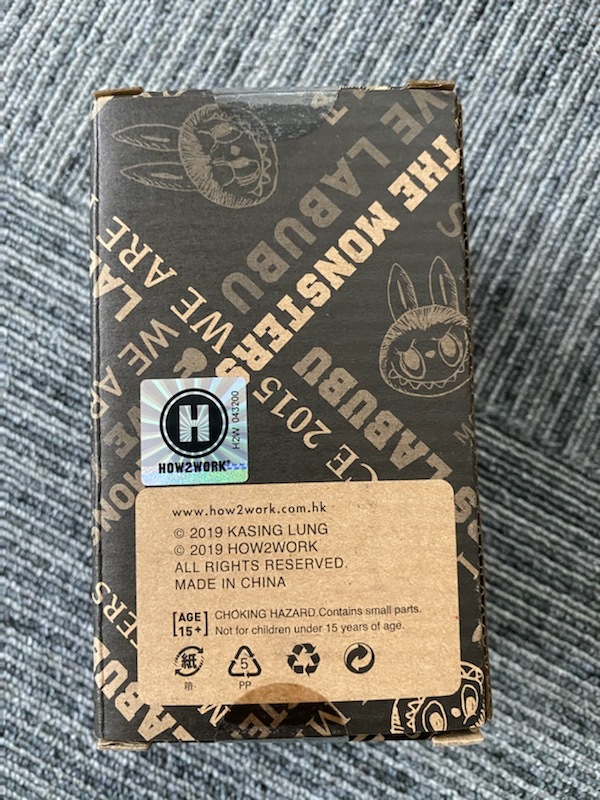 THE MONSTERS
WE LABUBU
WE ARE
LABUBU
WE ARE
SINCE 2015
LABUBU
H
HOW2WORK
H2W 043200
www.how2work.com.hk
© 2019 KASING LUNG
© 2019 HOW2WORK
ALL RIGHTS RESERVED.
MADE IN CHINA
[AGE 15+]
CHOKING HAZARD.Contains small parts.
Not for children under 15 years of age.
紙
箱
5
PP